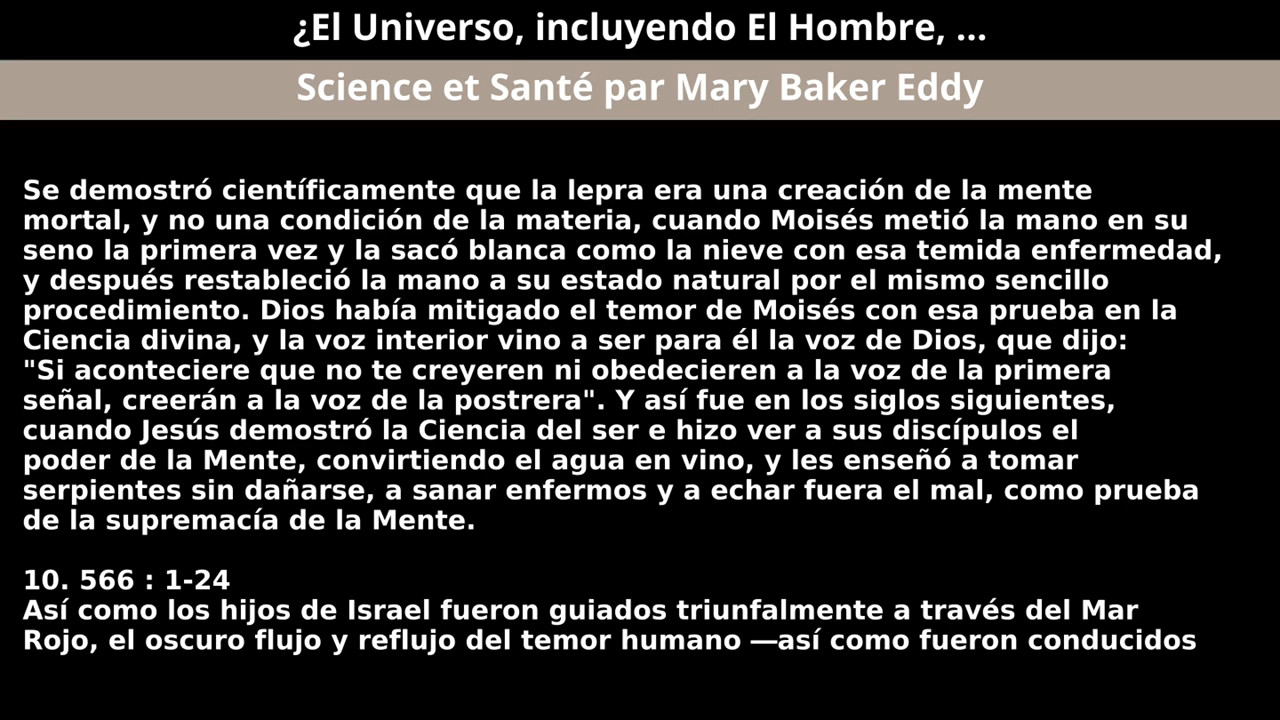 ¿El Universo, incluyendo El Hombre, ...
Science et Santé par Mary Baker Eddy
Se demostró científicamente que la lepra era una creación de la mente
mortal, y no una condición de la materia, cuando Moisés metió la mano en su
seno la primera vez y la sacó blanca como la nieve con esa temida enfermedad,
y después restableció la mano a su estado natural por el mismo sencillo
procedimiento. Dios había mitigado el temor de Moisés con esa prueba en la
Ciencia divina, y la voz interior vino a ser para él la voz de Dios, que dijo:
"Si aconteciere que no te creyeren ni obedecieren a la voz de la primera
señal, creerán a la voz de la postrera". Y así fue en los siglos siguientes,
cuando Jesús demostró la Ciencia del ser e hizo ver a sus discípulos el
poder de la Mente, convirtiendo el agua en vino, y les enseñó a tomar
serpientes sin dañarse, a sanar enfermos y a echar fuera el mal, como prueba
de la supremacía de la Mente.
10. 566 : 1-24
Así como los hijos de Israel fueron guiados triunfalmente a través del Mar
Rojo, el oscuro flujo y reflujo del temor humano —así como fueron conducidos